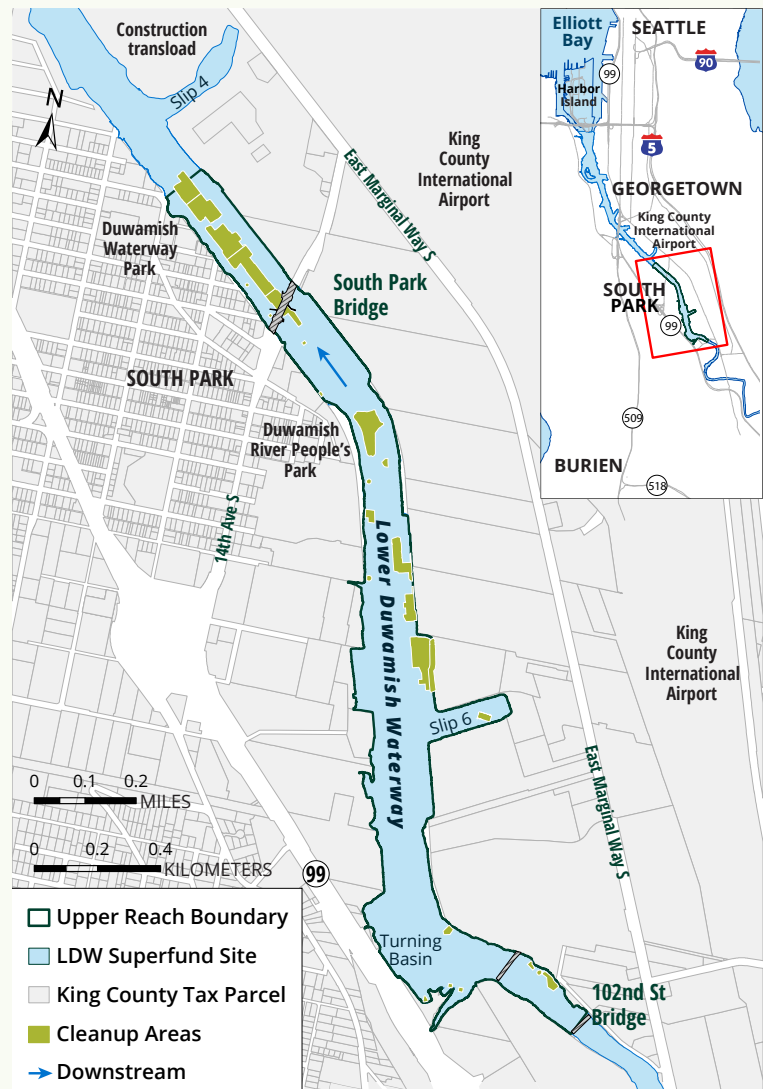 Construction
transload
Slip 4
N
King
County
International
Airport
East Marginal Way S
Duwamish
Waterway
Park
South Park
Bridge
SOUTH PARK
Duwamish
River People's
Park
14th Ave S
Lower Duwamish Waterway
King
County
International
Airport
Slip 6
East Marginal Way S
0 0.1 0.2
MILES
0 0.2 0.4
KILOMETERS
99
Turning
Basin
102nd St
Bridge
Upper Reach Boundary
LDW Superfund Site
King County Tax Parcel
Cleanup Areas
Downstream
Elliott
Bay
SEATTLE
99
90
Harbor
Island
5
GEORGETOWN
King County
International
Airport
SOUTH
PARK
99
509
BURIEN
518